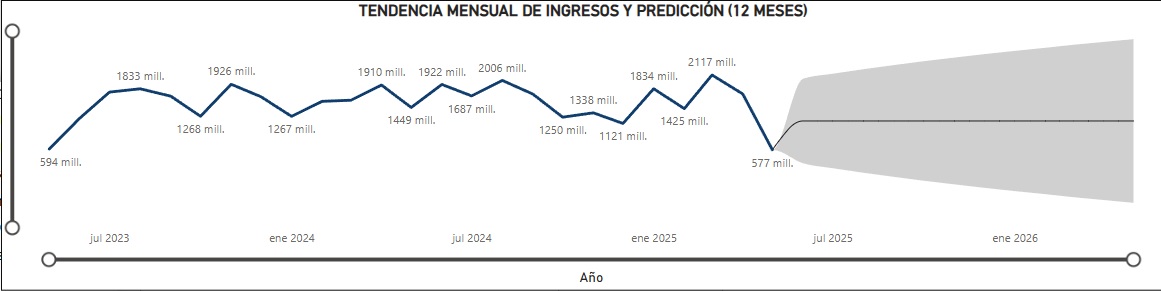 TENDENCIA MENSUAL DE INGRESOS Y PREDICCIÓN (12 MESES)
594 mill.
1833 mill.
1268 mill.
1926 mill.
1267 mill.
1910 mill.
1449 mill.
1922 mill.
1687 mill.
2006 mill.
1250 mill.
1338 mill.
1121 mill.
1834 mill.
1425 mill.
2117 mill.
577 mill.
jul 2023
ene 2024
jul 2024
ene 2025
jul 2025
ene 2026
Año